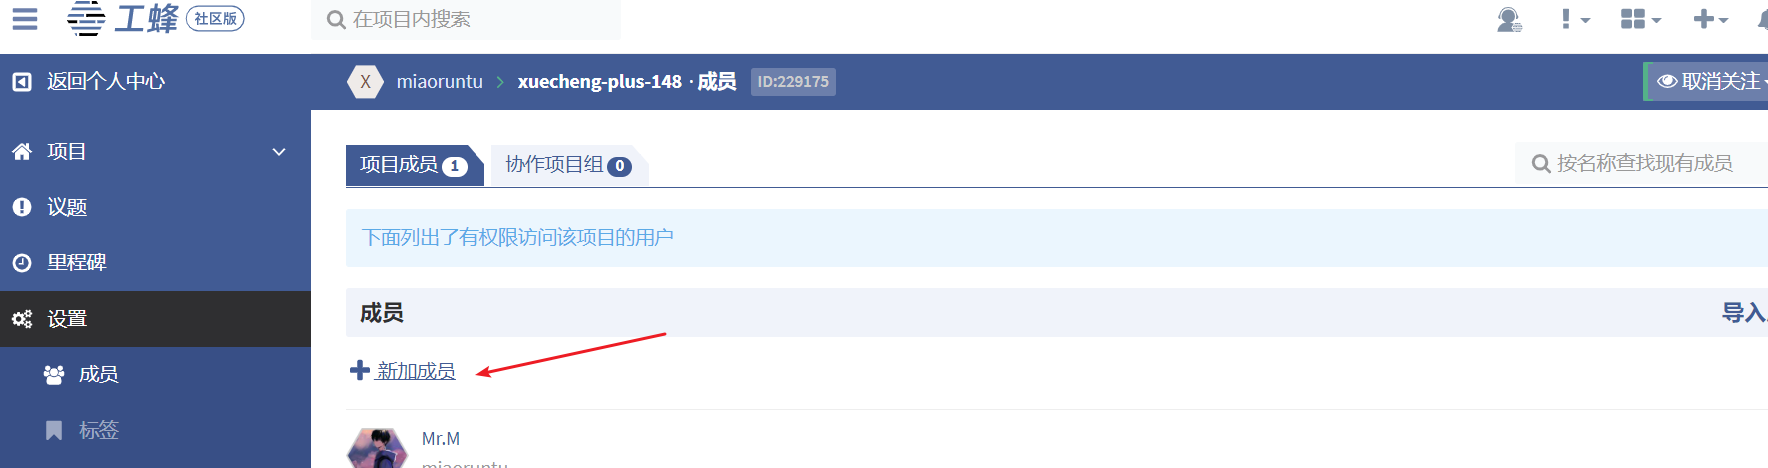 工蜂 社区版
在项目内搜索
返回个人中心
X miaoruntu > xuecheng-plus-148 · 成员 ID:229175
取消关注
项目
议题
里程碑
设置
成员
标签
项目成员 1
协作项目组 0
按名称查找现有成员
下面列出了有权限访问该项目的用户
成员
导入
新加成员
Mr.M
miaoruntu